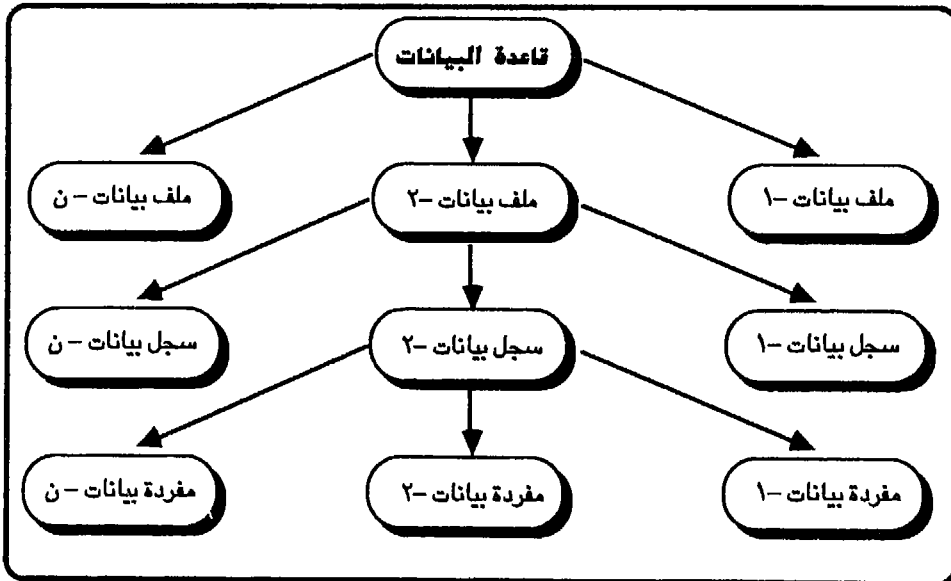 قاعدة البيانات
ملف بيانات –١
ملف بيانات –٢
ملف بيانات – ن
سجل بيانات –١
سجل بيانات –٢
سجل بيانات – ن
مفردة بيانات –١
مفردة بيانات –٢
مفردة بيانات – ن